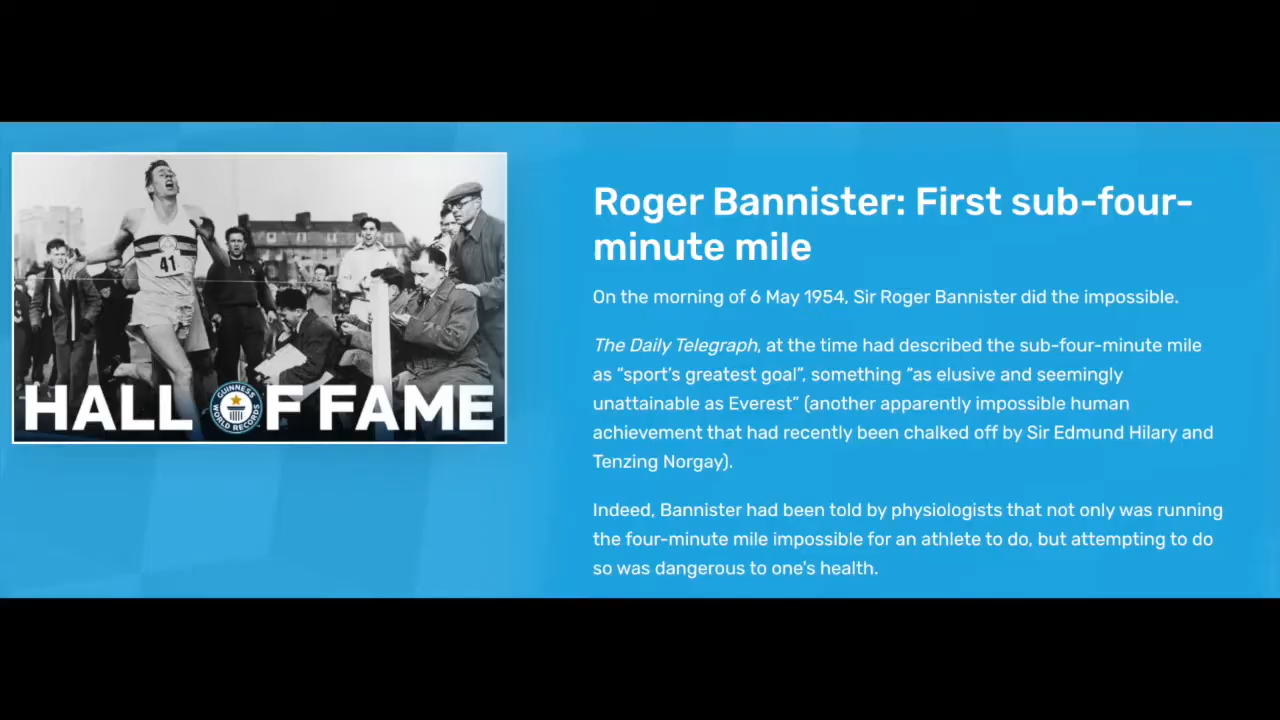 Roger Bannister: First sub-four-
minute mile
On the morning of 6 May 1954, Sir Roger Bannister did the impossible.
The Daily Telegraph, at the time had described the sub-four-minute mile
as “sport's greatest goal”, something “as elusive and seemingly
unattainable as Everest” (another apparently impossible human
achievement that had recently been chalked off by Sir Edmund Hilary and
Tenzing Norgay).
Indeed, Bannister had been told by physiologists that not only was running
the four-minute mile impossible for an athlete to do, but attempting to do
so was dangerous to one's health.
41
HALL OF FAME
GUINNESS
WORLD RECORDS